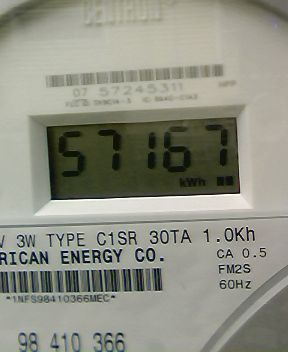 CENTRON
07 57245311
57167
kWh
V 3W TYPE C1SR 30TA 1.0Kh
RICAN ENERGY CO. CA 0.5
FM2S
*1NFS98410366MEC* 60Hz
98 410 366